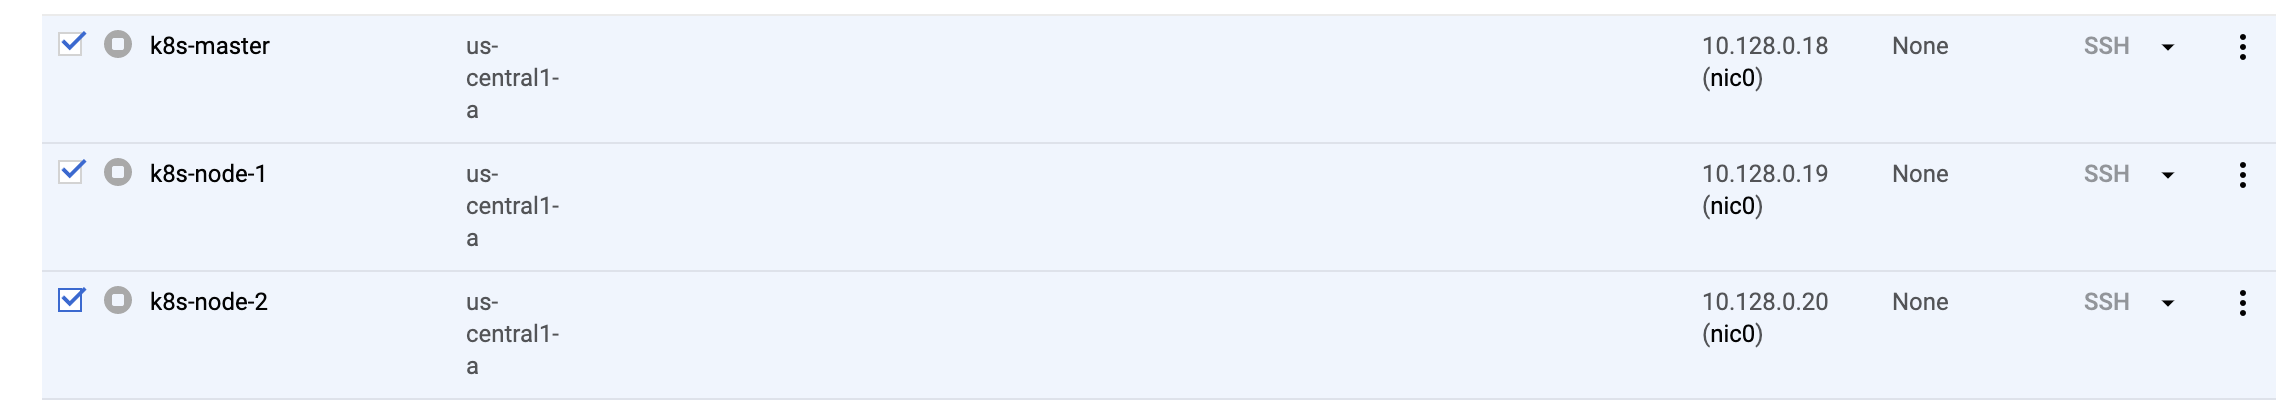 k8s-master us-central1-a 10.128.0.18 (nic0) None SSH
k8s-node-1 us-central1-a 10.128.0.19 (nic0) None SSH
k8s-node-2 us-central1-a 10.128.0.20 (nic0) None SSH